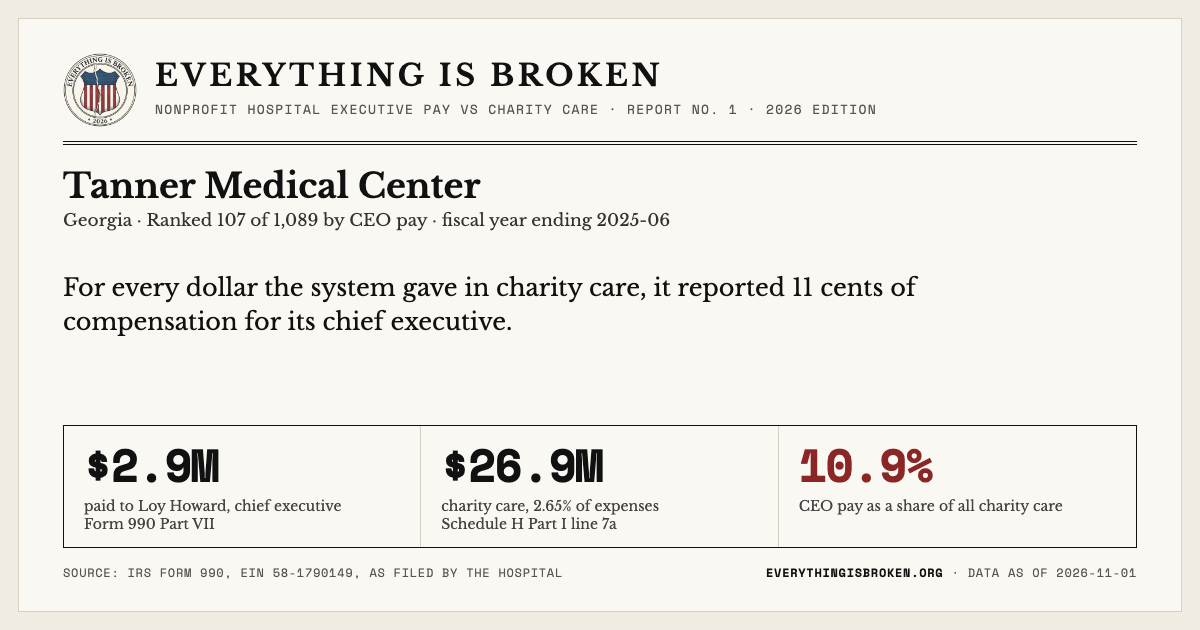 EVERYTHING IS BROKEN
2026
EVERYTHING IS BROKEN
NONPROFIT HOSPITAL EXECUTIVE PAY VS CHARITY CARE · REPORT NO. 1 · 2026 EDITION
Tanner Medical Center
Georgia · Ranked 107 of 1,089 by CEO pay · fiscal year ending 2025-06
For every dollar the system gave in charity care, it reported 11 cents of
compensation for its chief executive.
$2.9M
paid to Loy Howard, chief executive
Form 990 Part VII
$26.9M
charity care, 2.65% of expenses
Schedule H Part I line 7a
10.9%
CEO pay as a share of all charity care
SOURCE: IRS FORM 990, EIN 58-1790149, AS FILED BY THE HOSPITAL
EVERYTHINGISBROKEN.ORG · DATA AS OF 2026-11-01